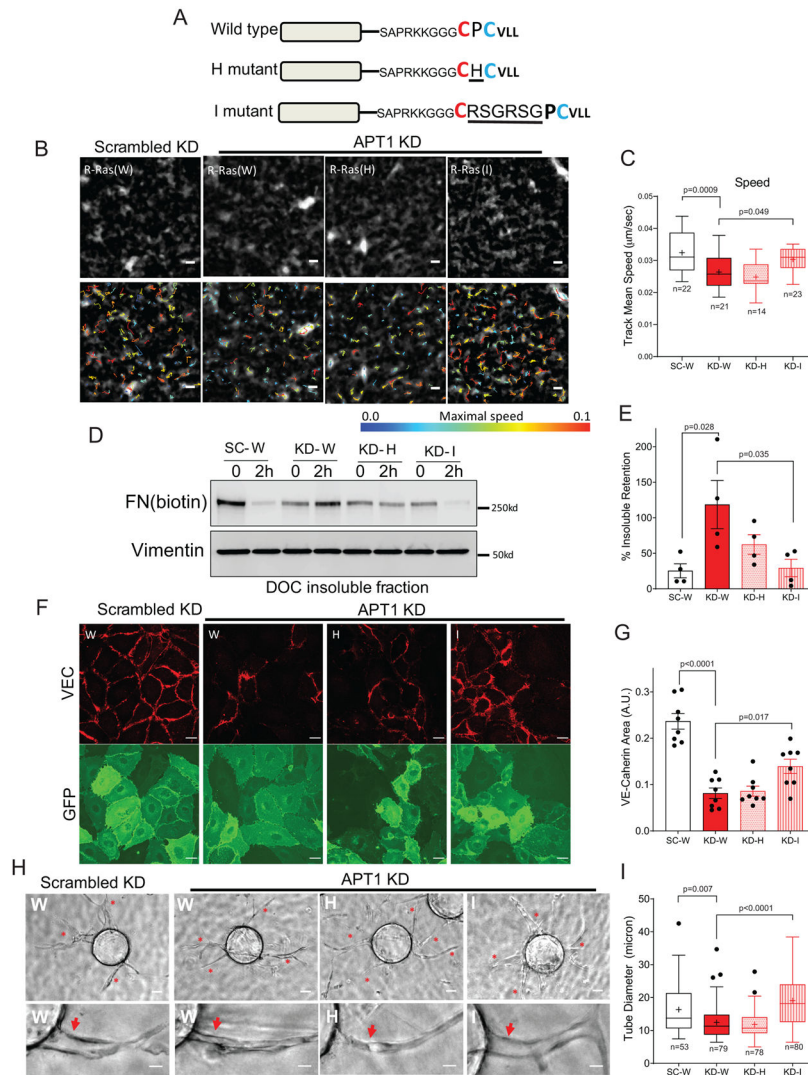 A
Wild type SAPRKKGGGCPCVLL
H mutant SAPRKKGGGCHCVLL
I mutant SAPRKKGGGCRSGRSGPCVLL
B
Scrambled KD APT1 KD
R-Ras(W) R-Ras(W) R-Ras(H) R-Ras(I)
0.0 Maximal speed 0.1
C
Speed
p=0.0009
p=0.049
Track Mean Speed (μm/sec)
0.05
0.04
0.03
0.02
0.01
0.00
n=22 n=21 n=14 n=23
SC-W KD-W KD-H KD-I
D
SC-W KD-W KD-H KD-I
0 2h 0 2h 0 2h 0 2h
FN(biotin) 250kd
Vimentin 50kd
DOC insoluble fraction
E
p=0.028
p=0.035
% Insoluble Retention
200
150
100
50
0
SC-W KD-W KD-H KD-I
F
Scrambled KD APT1 KD
W W H I
VEC
GFP
G
p<0.0001
p=0.017
VE-Caherin Area (A.U.)
0.3
0.2
0.1
0.0
SC-W KD-W KD-H KD-I
H
Scrambled KD APT1 KD
W W H I
* * * * * * * * * * *
W' W' H' I'
I
p=0.007
p<0.0001
Tube Diameter (micron)
50
40
30
20
10
0
n=53 n=79 n=78 n=80
SC-W KD-W KD-H KD-I